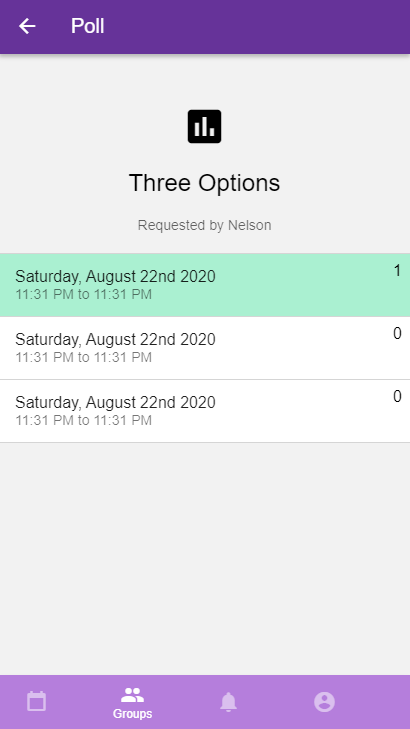 Poll
Three Options
Requested by Nelson
Saturday, August 22nd 2020
1
11:31 PM to 11:31 PM
Saturday, August 22nd 2020
0
11:31 PM to 11:31 PM
Saturday, August 22nd 2020
0
11:31 PM to 11:31 PM
Groups